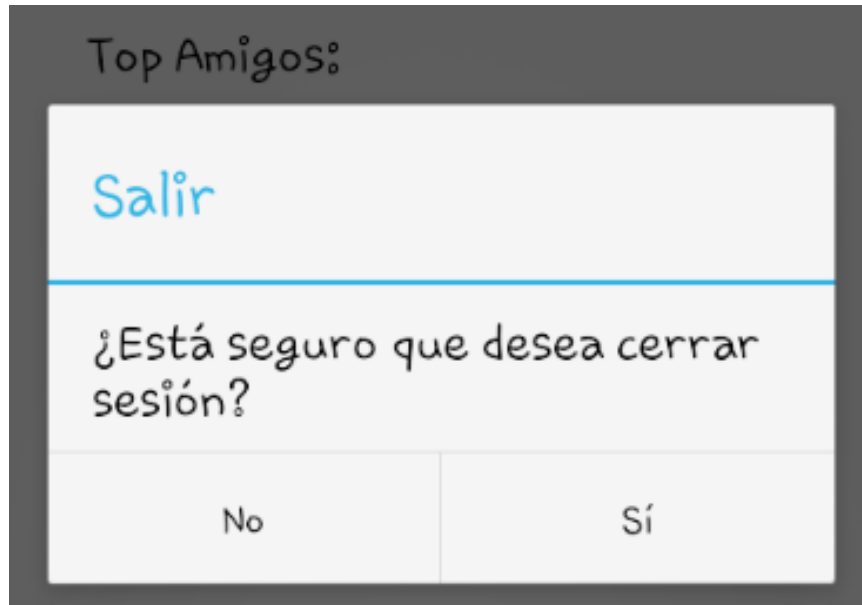 Top Amigos:
Salir
¿Está seguro que desea cerrar
sesión?
No
Sí